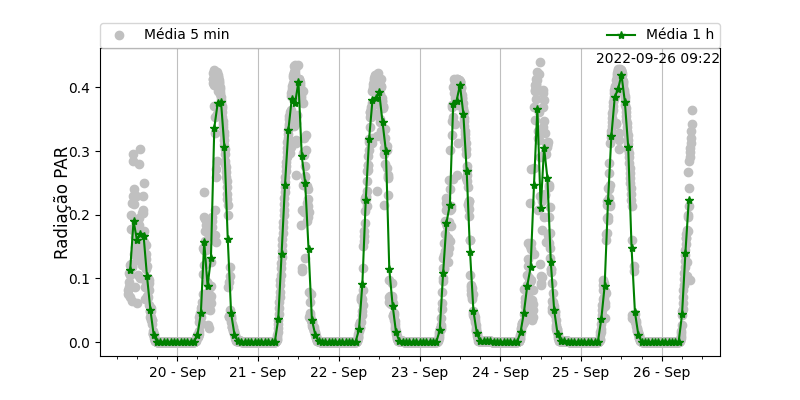 Média 5 min
Média 1 h
2022-09-26 09:22
Radiação PAR
0.4
0.3
0.2
0.1
0.0
20 - Sep
21 - Sep
22 - Sep
23 - Sep
24 - Sep
25 - Sep
26 - Sep